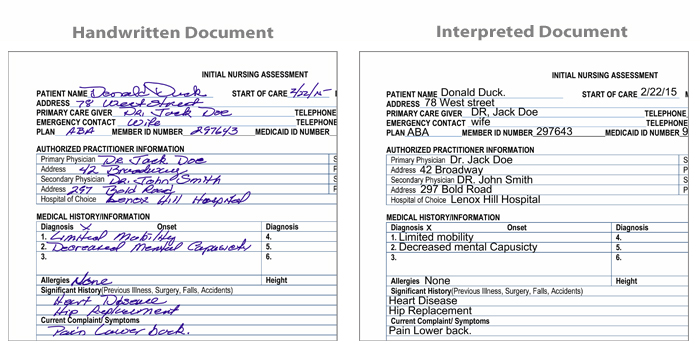 Handwritten Document
INITIAL NURSING ASSESSMENT
PATIENT NAME Donald Duck START OF CARE 2/22/15
ADDRESS 78 West Street
PRIMARY CARE GIVER Dr. Jack Doe TELEPHONE
EMERGENCY CONTACT Wife TELEPHONE
PLAN ABA MEMBER ID NUMBER 297643 MEDICAID ID NUMBER
AUTHORIZED PRACTITIONER INFORMATION
Primary Physician Dr. Jack Doe S
Address 42 Broadway P
Secondary Physician Dr. John Smith S
Address 297 Bold Road P
Hospital of Choice Lenox Hill Hospital
MEDICAL HISTORY/INFORMATION
Diagnosis X Onset Diagnosis
1. Limited Mobility 4.
2. Decreased Mental Capuwcty 5.
3. 6.
Allergies None Height
Significant History(Previous Illness, Surgery, Falls, Accidents)
Heart Disease
Hip Replacement
Current Complaint/ Symptoms
Pain Lower back.
Interpreted Document
INITIAL NURSING ASSESSMENT
PATIENT NAME Donald Duck. START OF CARE 2/22/15 M
ADDRESS 78 West street
PRIMARY CARE GIVER DR, Jack Doe TELEPHONE
EMERGENCY CONTACT wife TELEPHONE
PLAN ABA MEMBER ID NUMBER 297643 MEDICAID ID NUMBER 9
AUTHORIZED PRACTITIONER INFORMATION
Primary Physician Dr. Jack Doe S
Address 42 Broadway P
Secondary Physician DR, John Smith S
Address 297 Bold Road P
Hospital of Choice Lenox Hill Hospital
MEDICAL HISTORY/INFORMATION
Diagnosis X Onset Diagnosis
1. Limited mobility 4.
2. Decreased mental Capusicty 5.
3. 6.
Allergies None Height
Significant History(Previous Illness, Surgery, Falls, Accidents)
Heart Disease
Hip Replacement
Current Complaint/ Symptoms
Pain Lower back.